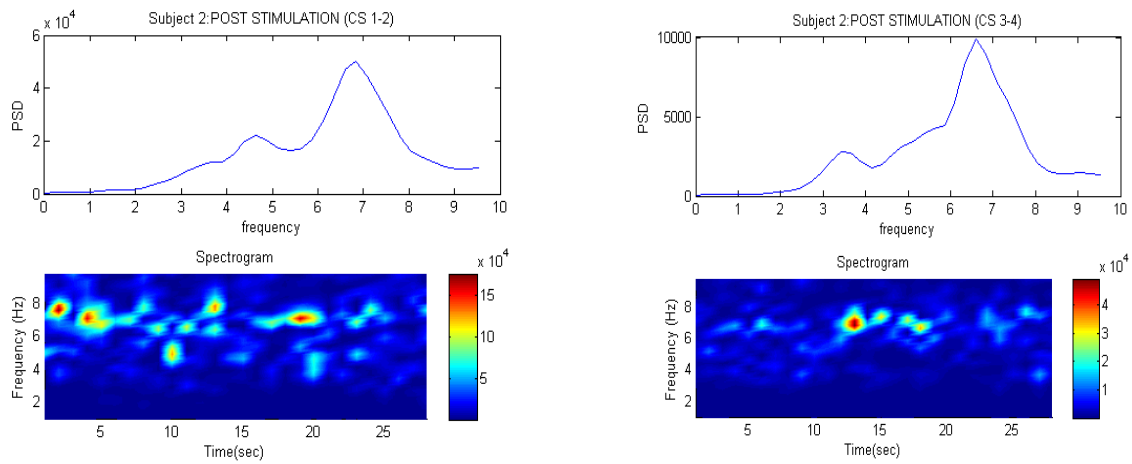 Subject 2:POST STIMULATION (CS 1-2)
x 10^4
6
4
2
0
PSD
0 1 2 3 4 5 6 7 8 9 10
frequency
Spectrogram
x 10^4
8
6
4
2
Frequency (Hz)
15
10
5
5 10 15 20 25
Time(sec)
Subject 2:POST STIMULATION (CS 3-4)
10000
5000
0
PSD
0 1 2 3 4 5 6 7 8 9 10
frequency
Spectrogram
x 10^4
8
6
4
2
Frequency (Hz)
4
3
2
1
0
5 10 15 20 25
Time(sec)